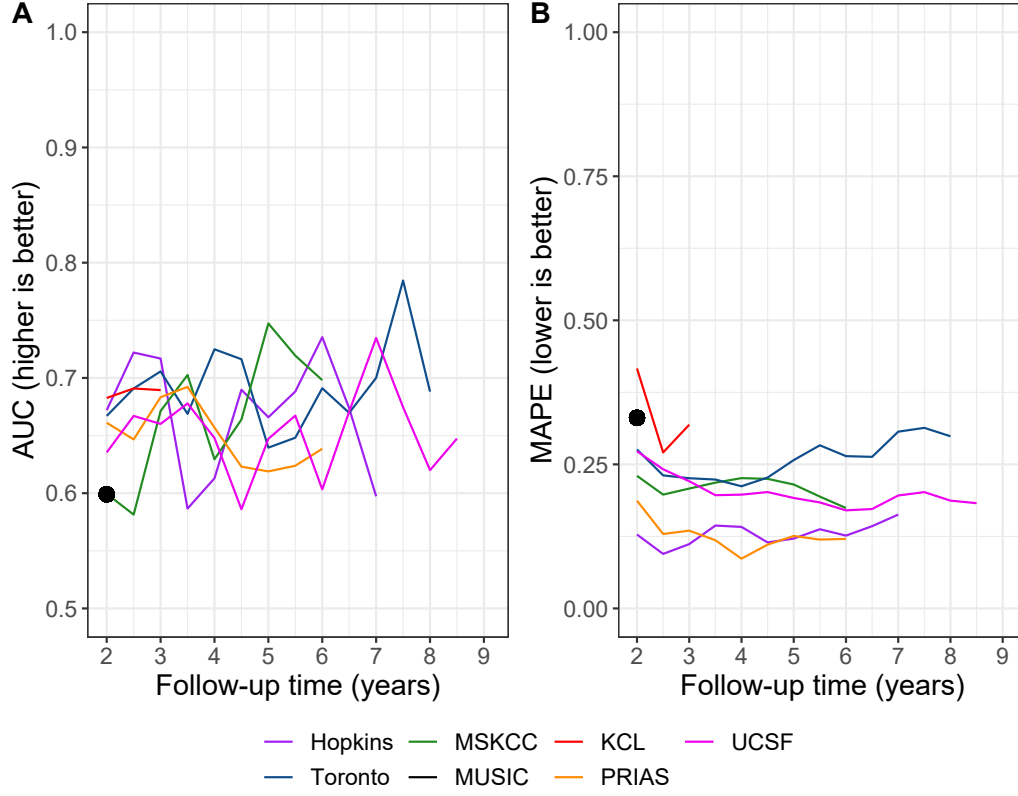 A
AUC (higher is better)
1.0
0.9
0.8
0.7
0.6
0.5
2 3 4 5 6 7 8 9
Follow-up time (years)
B
MAPE (lower is better)
1.00
0.75
0.50
0.25
0.00
2 3 4 5 6 7 8 9
Follow-up time (years)
Hopkins MSKCC KCL UCSF
Toronto MUSIC PRIAS